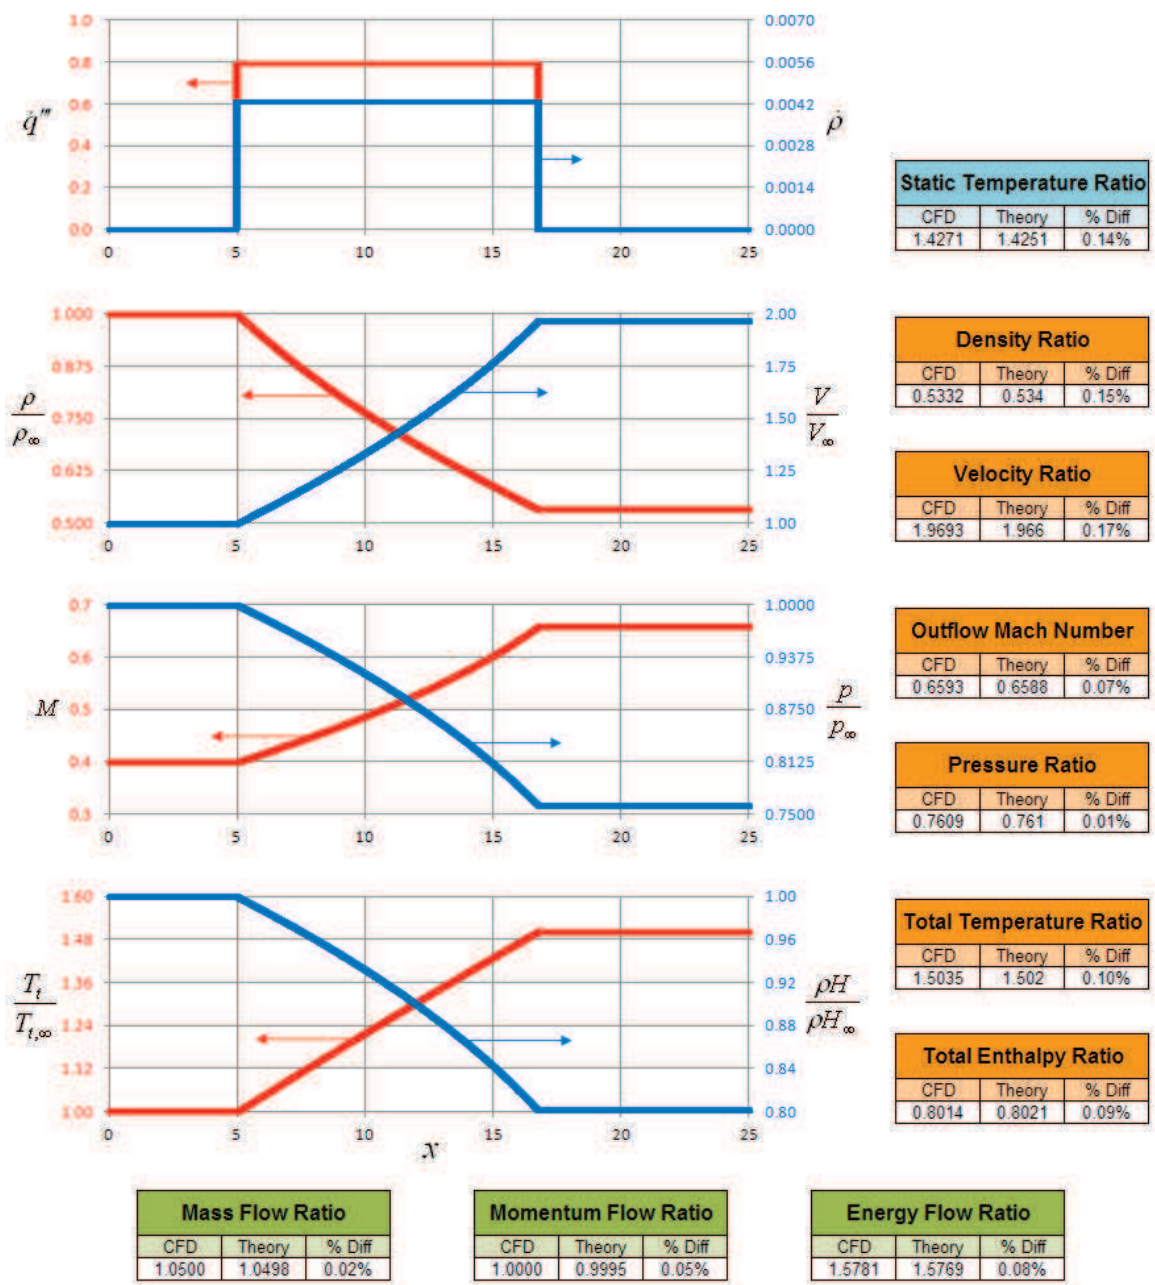 1.0 0.0070
0.8 0.0056
0.6 0.0042
q̇‴ ρ̇
0.4 0.0028
0.2 0.0014
0.0 0.0000
0 5 10 15 20 25
Static Temperature Ratio
CFD Theory % Diff
1.4271 1.4251 0.14%
1.000 2.00
0.875 1.75
ρ/ρ∞ V/V∞
0.750 1.50
0.625 1.25
0.500 1.00
0 5 10 15 20 25
Density Ratio
CFD Theory % Diff
0.5332 0.534 0.15%
Velocity Ratio
CFD Theory % Diff
1.9693 1.966 0.17%
0.7 1.0000
0.6 0.9375
M p/p∞
0.5 0.8750
0.4 0.8125
0.3 0.7500
0 5 10 15 20 25
Outflow Mach Number
CFD Theory % Diff
0.6593 0.6588 0.07%
Pressure Ratio
CFD Theory % Diff
0.7609 0.761 0.01%
1.60 1.00
1.48 0.96
1.36 0.92
Tt/Tt,∞ ρH/ρH∞
1.24 0.88
1.12 0.84
1.00 0.80
0 5 10 15 20 25
x
Total Temperature Ratio
CFD Theory % Diff
1.5035 1.502 0.10%
Total Enthalpy Ratio
CFD Theory % Diff
0.8014 0.8021 0.09%
Mass Flow Ratio
CFD Theory % Diff
1.0500 1.0498 0.02%
Momentum Flow Ratio
CFD Theory % Diff
1.0000 0.9995 0.05%
Energy Flow Ratio
CFD Theory % Diff
1.5781 1.5769 0.08%